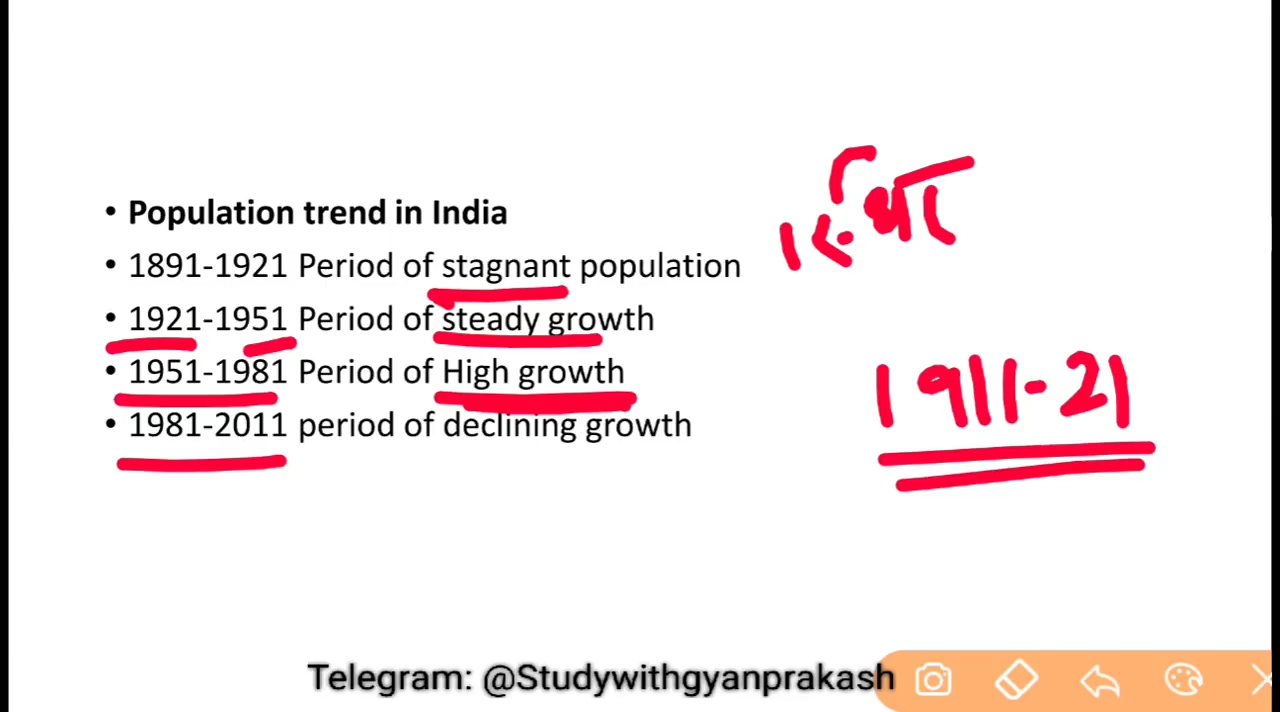 • Population trend in India
• 1891-1921 Period of stagnant population
• 1921-1951 Period of steady growth
• 1951-1981 Period of High growth
• 1981-2011 period of declining growth
1911-21
Telegram: @Studywithgyanprakash